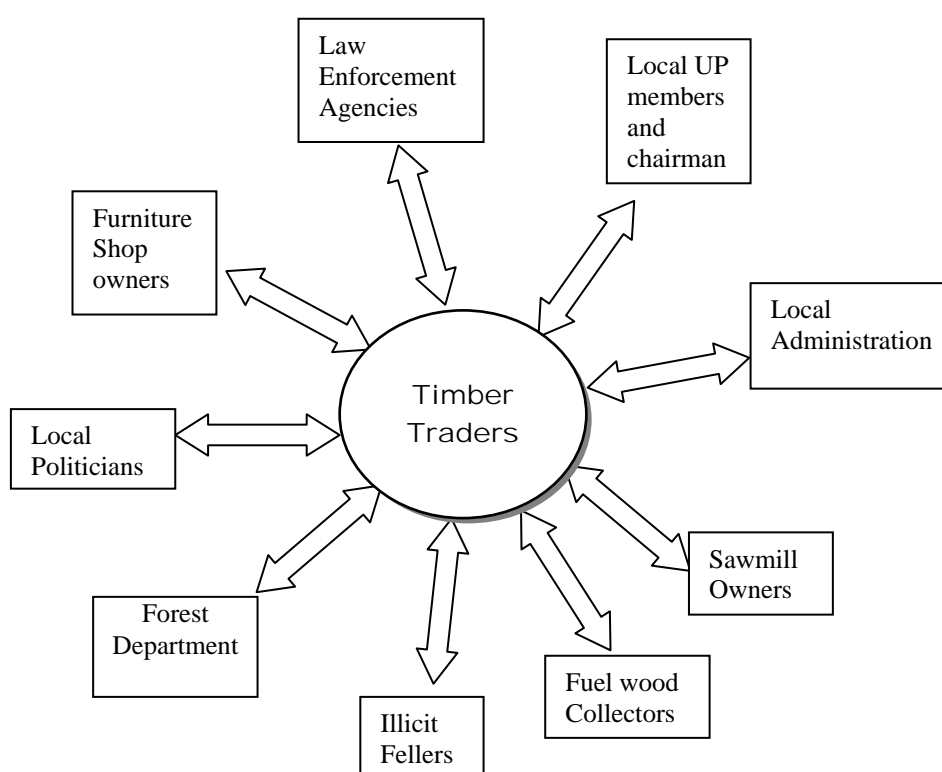 Law
Enforcement
Agencies
Local UP
members
and
chairman
Furniture
Shop
owners
Local
Administration
Timber
Traders
Local
Politicians
Sawmill
Owners
Forest
Department
Fuel wood
Collectors
Illicit
Fellers